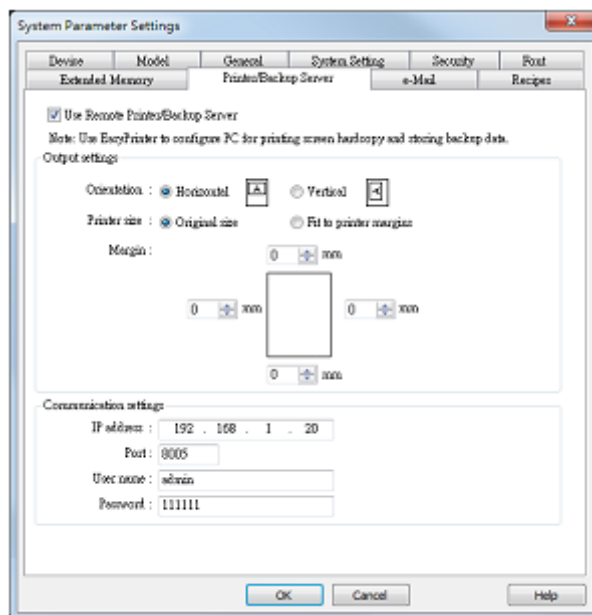 System Parameter Settings
Device Model General System Setting Security Font
Extended Memory Printer/Backup Server e-Mail Recipes
Use Remote Printer/Backup Server
Note: Use EasyPrinter to configure PC for printing screen hardcopy and storing backup data.
Output settings
Orientation : Horizontal A Vertical A
Printer size : Original size Fit to printer margins
Margin : 0 mm
0 mm 0 mm
0 mm
Communication settings
IP address : 192 . 168 . 1 . 20
Port : 8005
User name : admin
Password : 111111
OK Cancel Help